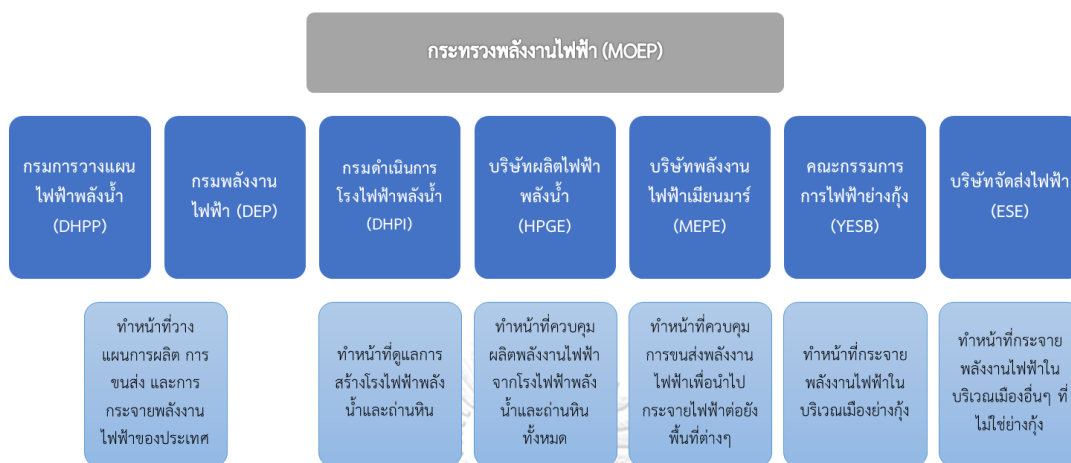 กระทรวงพลังงานไฟฟ้า (MOEP)
กรมการวางแผน
ไฟฟ้าพลังน้ำ
(DHPP)
กรมพลังงาน
ไฟฟ้า (DEP)
กรมดำเนินการ
โรงไฟฟ้าพลังน้ำ
(DHPI)
บริษัทผลิตไฟฟ้า
พลังน้ำ
(HPGE)
บริษัทพลังงาน
ไฟฟ้าเมียนมาร์
(MEPE)
คณะกรรมการ
การไฟฟ้าย่างกุ้ง
(YESB)
บริษัทจัดส่งไฟฟ้า
(ESE)
ทำหน้าที่วาง
แผนการผลิต การ
ขนส่ง และการ
กระจายพลังงาน
ไฟฟ้าของประเทศ
ทำหน้าที่ดูแลการ
สร้างโรงไฟฟ้าพลัง
น้ำและถ่านหิน
ทำหน้าที่ควบคุม
ผลิตพลังงานไฟฟ้า
จากโรงไฟฟ้าพลัง
น้ำและถ่านหิน
ทั้งหมด
ทำหน้าที่ควบคุม
การขนส่งพลังงาน
ไฟฟ้าเพื่อนำไป
กระจายไฟฟ้าต่อยัง
พื้นที่ต่างๆ
ทำหน้าที่กระจาย
พลังงานไฟฟ้าใน
บริเวณเมืองย่างกุ้ง
ทำหน้าที่กระจาย
พลังงานไฟฟ้าใน
บริเวณเมืองอื่นๆ ที่
ไม่ใช่ย่างกุ้ง